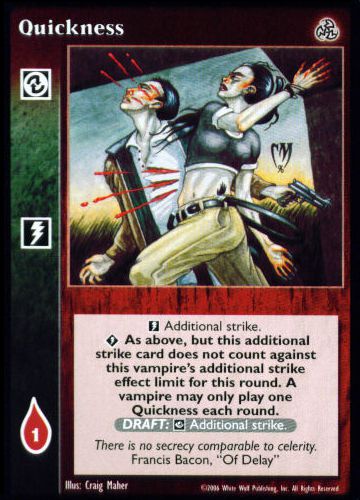 Quickness
CM
96
1
Additional strike.
As above, but this additional
strike card does not count against
this vampire's additional strike
effect limit for this round. A
vampire may only play one
Quickness each round.
DRAFT: Additional strike.
There is no secrecy comparable to celerity.
Francis Bacon, "Of Delay"
Illus: Craig Maher
©2006 White Wolf Publishing, Inc. All Rights Reserved